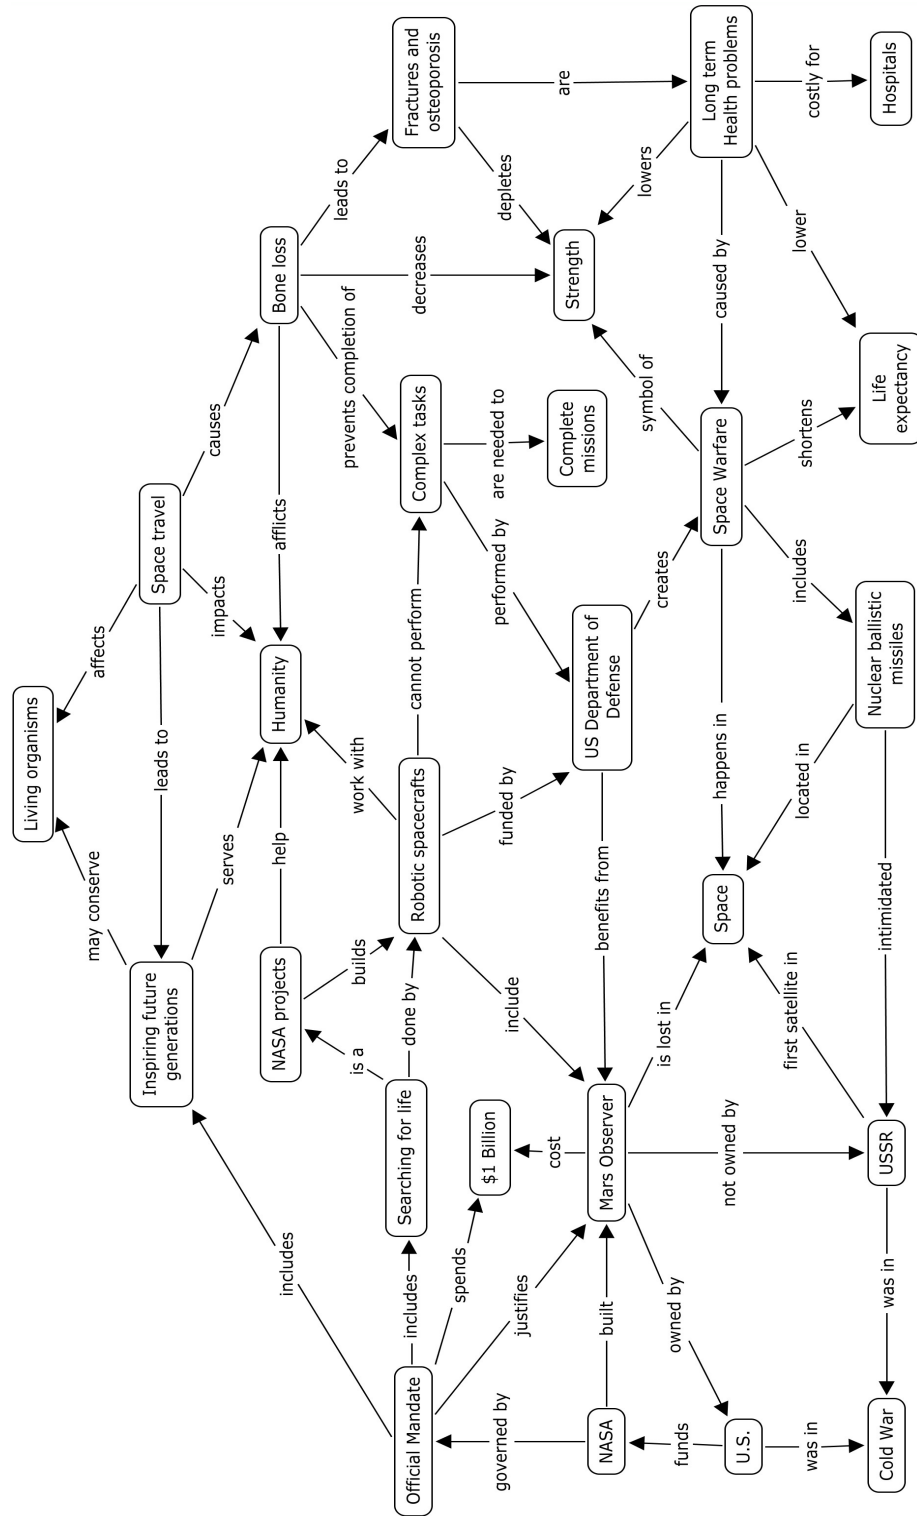 Living organisms
may conserve
affects
Inspiring future
generations
leads to
Space travel
serves
impacts
causes
includes
NASA projects
help
Humanity
afflicts
Bone loss
is a
builds
work with
prevents completion of
leads to
Official Mandate
includes
Searching for life
done by
Robotic spacecrafts
cannot perform
Complex tasks
decreases
Fractures and
osteoporosis
governed by
spends
$1 Billion
include
funded by
performed by
are needed to
depletes
justifies
cost
are
NASA
built
Mars Observer
benefits from
US Department of
Defense
Complete
missions
Strength
funds
owned by
is lost in
creates
symbol of
lowers
U.S.
not owned by
Space
happens in
Space Warfare
caused by
Long term
Health problems
was in
first satellite in
located in
includes
shortens
lower
costly for
Cold War
was in
USSR
intimidated
Nuclear ballistic
missiles
Life
expectancy
Hospitals